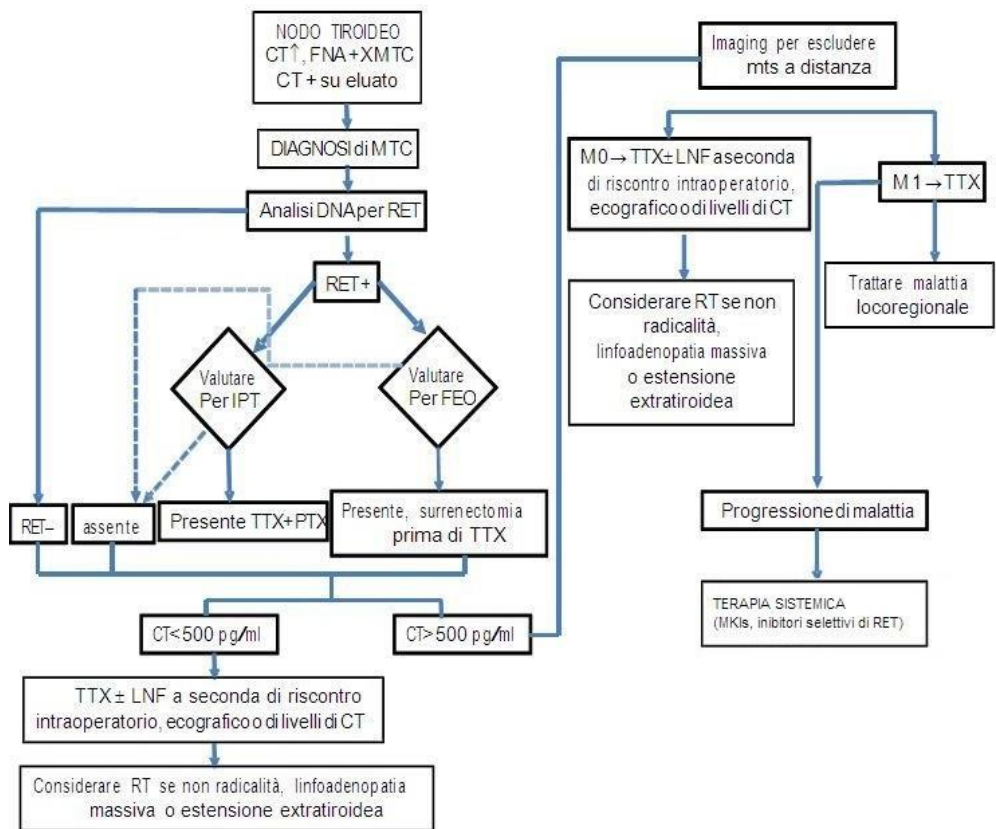 NODO TIROIDEO
CT↑, FNA+XMTC
CT + su eluato
DIAGNOSI di MTC
Analisi DNA per RET
RET+
Valutare
Per IPT
Valutare
Per FEO
RET–
assente
Presente TTX+PTX
Presente, surrenectomia
prima di TTX
CT<500 pg/ml
CT>500 pg/ml
TTX ± LNF a seconda di riscontro
intraoperatorio, ecografico o di livelli di CT
Considerare RT se non radicalità, linfoadenopatia
massiva o estensione extratiroidea
Imaging per escludere
mts a distanza
M0→TTX±LNF aseconda
di riscontro intraoperatorio,
ecografico o di livelli di CT
Considerare RT se non
radicalità,
linfoadenopatia massiva
o estensione
extratiroidea
M1→TTX
Trattare malattia
locoregionale
Progressione di malattia
TERAPIA SISTEMICA
(MKIs, inibitori selettivi di RET)